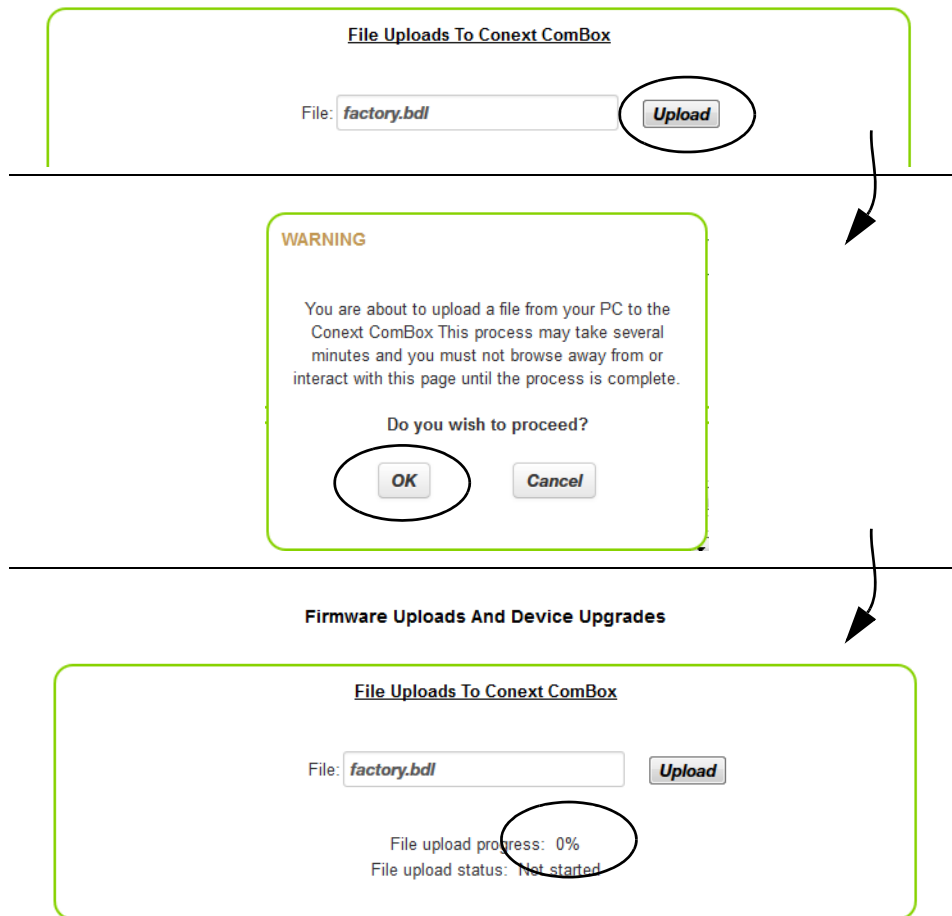 File Uploads To Conext ComBox
File: factory.bdl Upload
WARNING
You are about to upload a file from your PC to the
Conext ComBox This process may take several
minutes and you must not browse away from or
interact with this page until the process is complete.
Do you wish to proceed?
OK Cancel
Firmware Uploads And Device Upgrades
File Uploads To Conext ComBox
File: factory.bdl Upload
File upload progress: 0%
File upload status: Not started